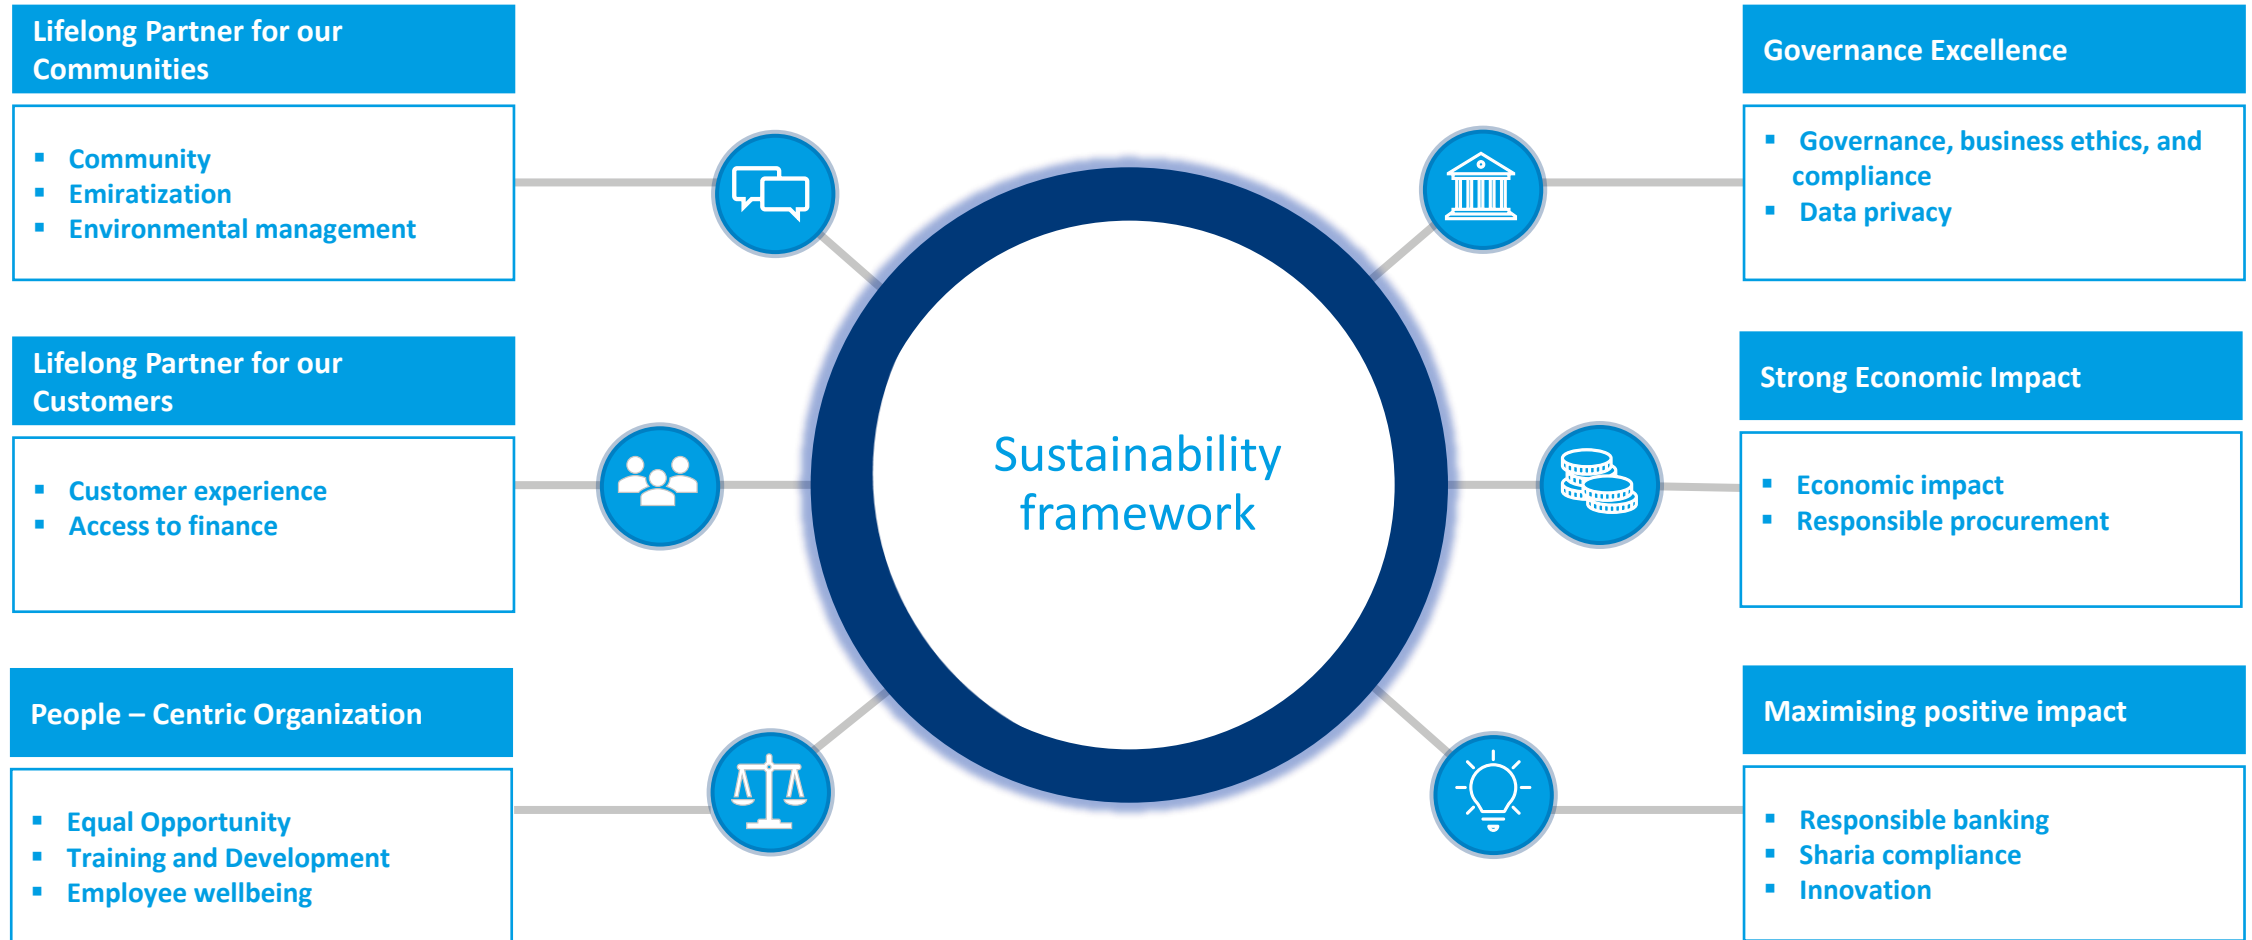 Lifelong Partner for our
Communities
▪ Community
▪ Emiratization
▪ Environmental management
Lifelong Partner for our
Customers
▪ Customer experience
▪ Access to finance
People – Centric Organization
▪ Equal Opportunity
▪ Training and Development
▪ Employee wellbeing
Sustainability
framework
Governance Excellence
▪ Governance, business ethics, and
compliance
▪ Data privacy
Strong Economic Impact
▪ Economic impact
▪ Responsible procurement
Maximising positive impact
▪ Responsible banking
▪ Sharia compliance
▪ Innovation